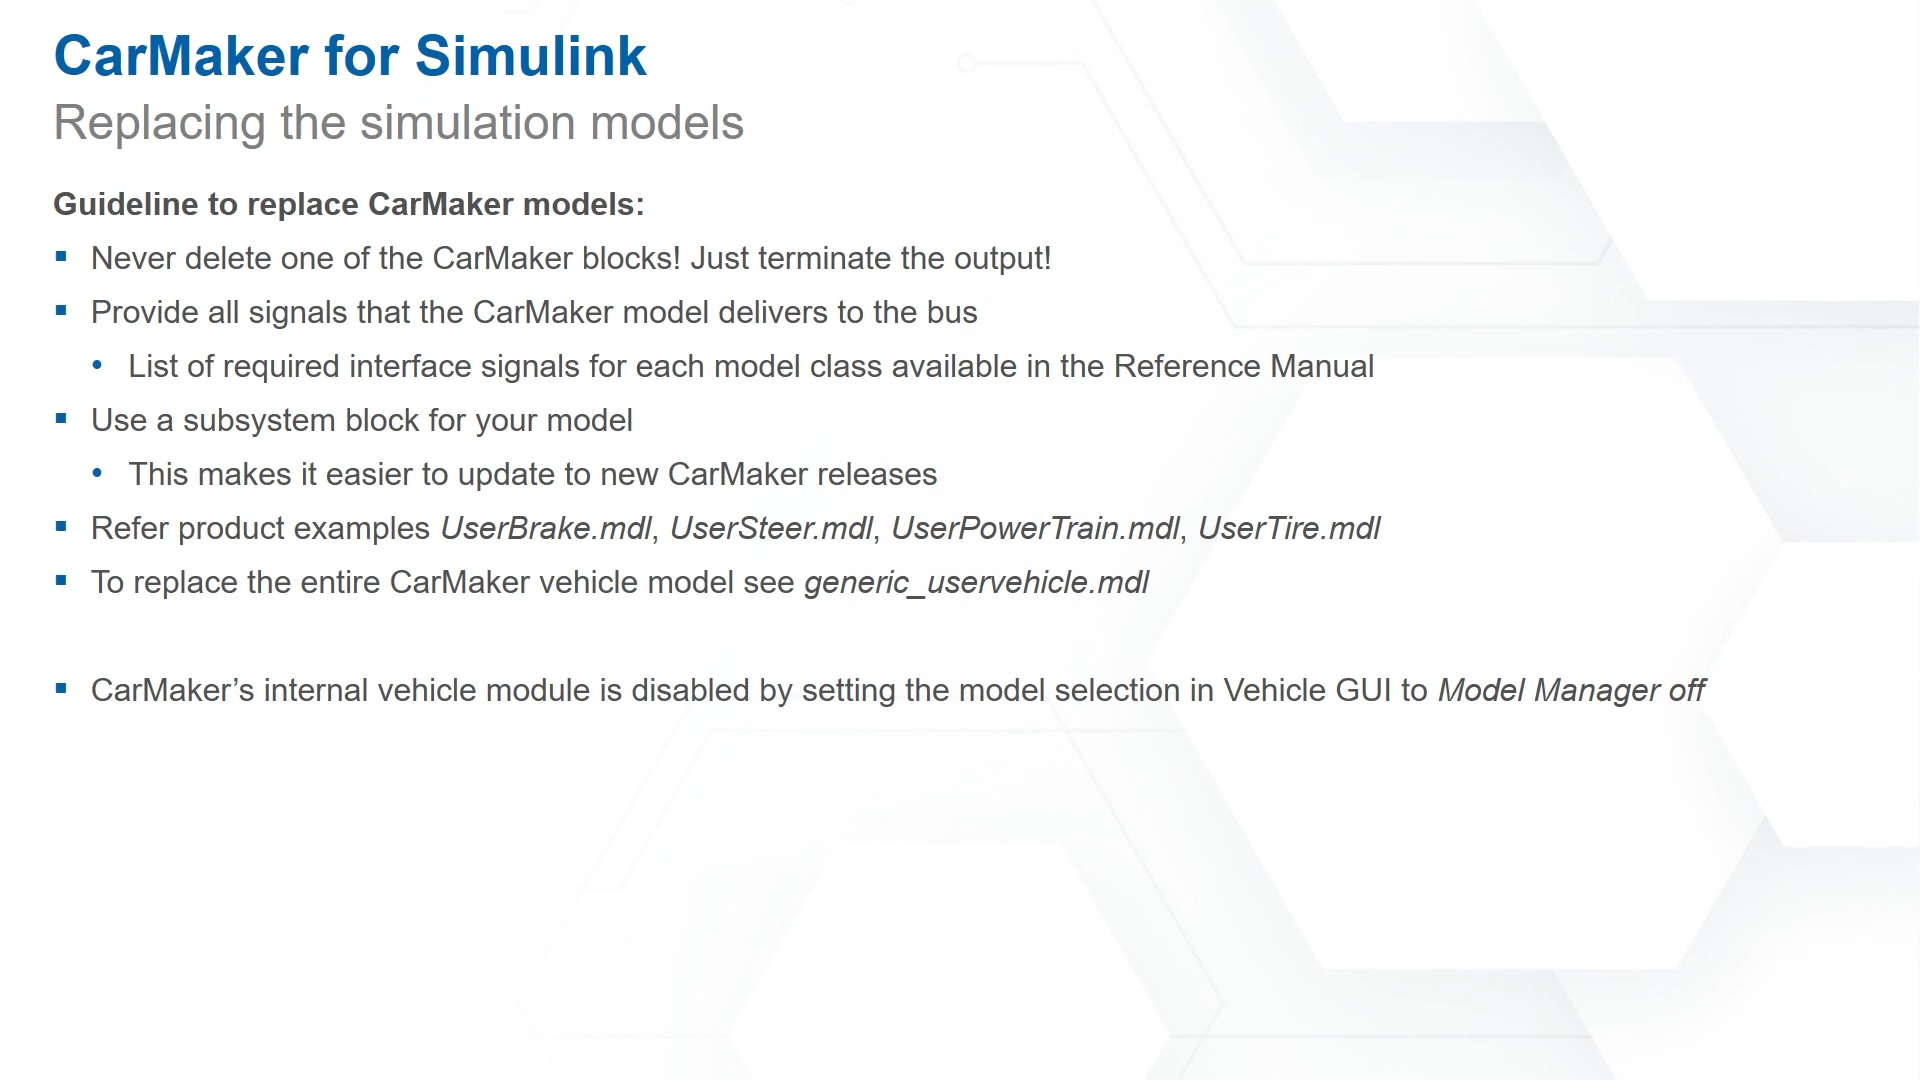 CarMaker for Simulink
Replacing the simulation models
Guideline to replace CarMaker models:
▪ Never delete one of the CarMaker blocks! Just terminate the output!
▪ Provide all signals that the CarMaker model delivers to the bus
• List of required interface signals for each model class available in the Reference Manual
▪ Use a subsystem block for your model
• This makes it easier to update to new CarMaker releases
▪ Refer product examples UserBrake.mdl, UserSteer.mdl, UserPowerTrain.mdl, UserTire.mdl
▪ To replace the entire CarMaker vehicle model see generic_uservehicle.mdl
▪ CarMaker’s internal vehicle module is disabled by setting the model selection in Vehicle GUI to Model Manager off